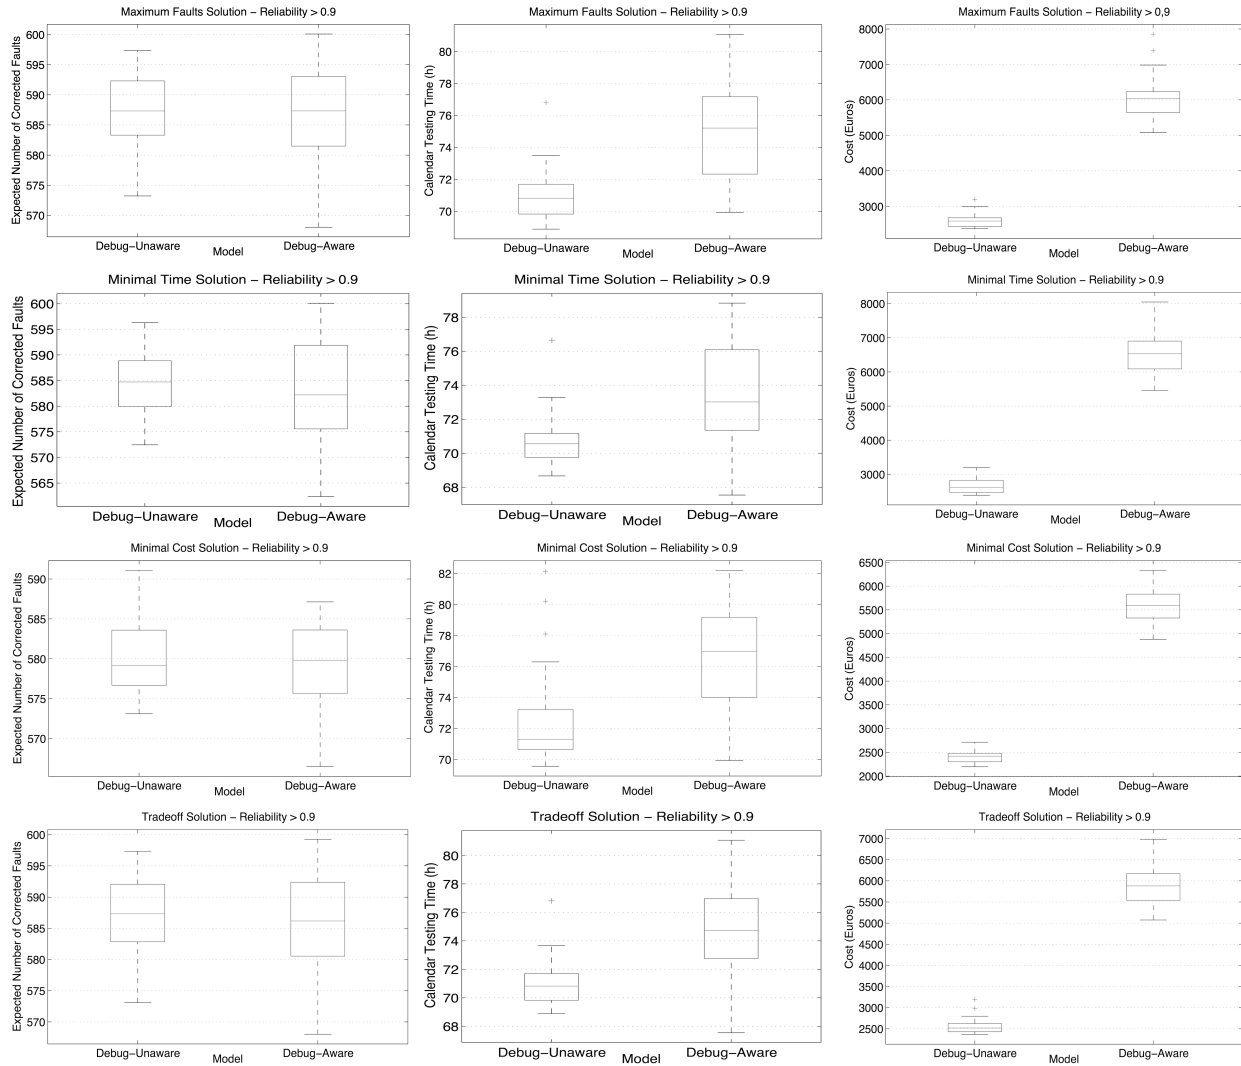 Maximum Faults Solution − Reliability > 0.9
Expected Number of Corrected Faults
600
595
590
585
580
575
570
Debug−Unaware
Debug−Aware
Model
Maximum Faults Solution − Reliability > 0.9
Calendar Testing Time (h)
80
78
76
74
72
70
Debug−Unaware
Debug−Aware
Model
Maximum Faults Solution − Reliability > 0,9
Cost (Euros)
8000
7000
6000
5000
3000
Debug−Unaware
Debug−Aware
Model
Minimal Time Solution − Reliability > 0.9
Expected Number of Corrected Faults
600
595
590
585
580
575
570
565
Debug−Unaware
Debug−Aware
Model
Minimal Time Solution − Reliability > 0.9
Calendar Testing Time (h)
78
76
74
72
70
68
Debug−Unaware
Debug−Aware
Model
Minimal Time Solution − Reliability > 0.9
Cost (Euros)
8000
7000
6000
4000
3000
Debug−Unaware
Debug−Aware
Model
Minimal Cost Solution − Reliability > 0.9
Expected Number of Corrected Faults
590
585
580
575
570
Debug−Unaware
Debug−Aware
Model
Minimal Cost Solution − Reliability > 0.9
Calendar Testing Time (h)
82
80
78
76
74
72
70
Debug−Unaware
Debug−Aware
Model
Minimal Cost Solution − Reliability > 0.9
Cost (Euros)
6500
6000
5500
5000
4500
4000
3500
3000
2500
2000
Debug−Unaware
Debug−Aware
Model
Tradeoff Solution − Reliability > 0.9
Expected Number of Corrected Faults
600
595
590
585
580
575
570
Debug−Unaware
Debug−Aware
Model
Tradeoff Solution − Reliability > 0.9
Calendar Testing Time (h)
80
78
76
74
72
70
68
Debug−Unaware
Debug−Aware
Model
Tradeoff Solution − Reliability > 0.9
Cost (Euros)
7000
6500
6000
5500
5000
4500
4000
3500
3000
2500
Debug−Unaware
Debug−Aware
Model